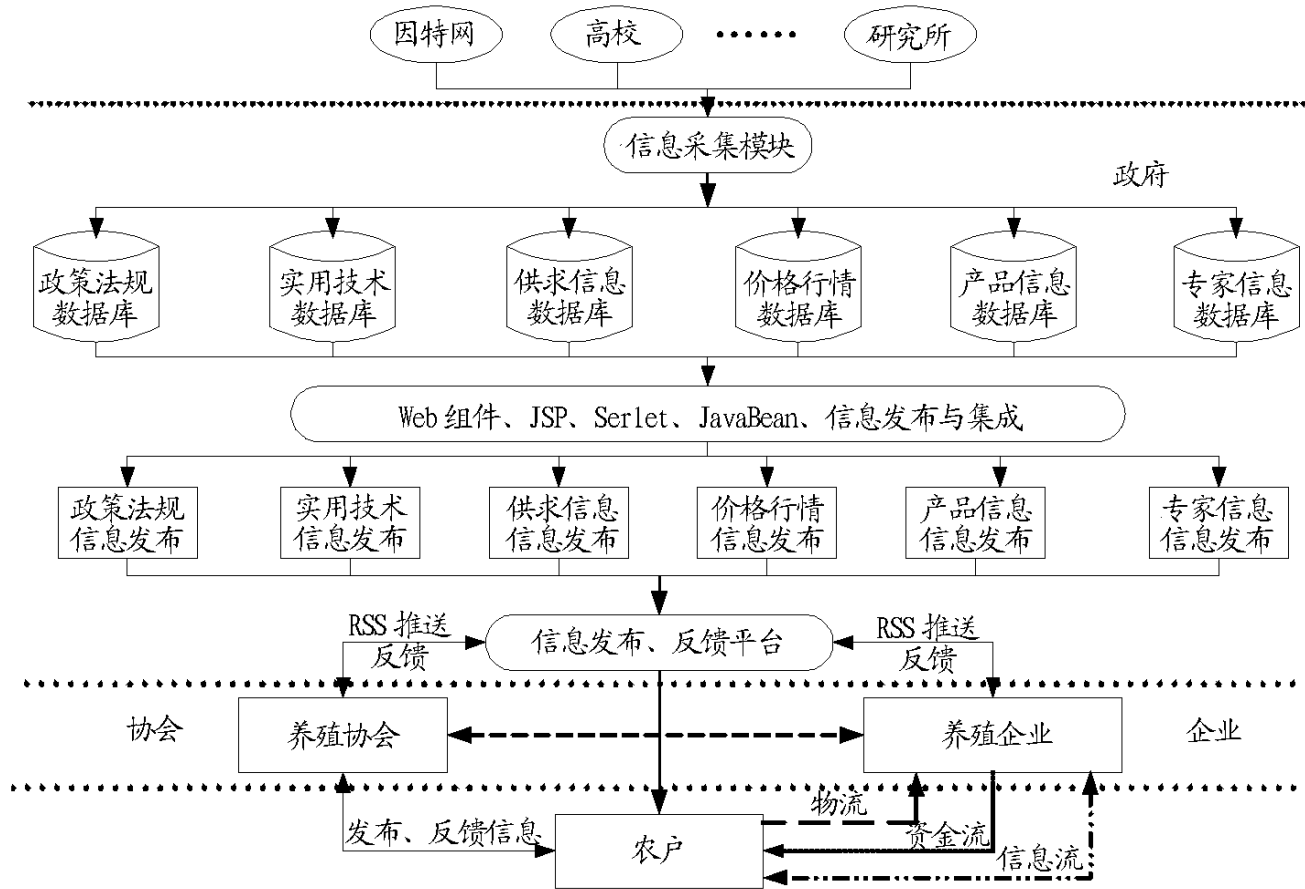 因特网
高校
······
研究所
信息采集模块
政府
政策法规
数据库
实用技术
数据库
供求信息
数据库
价格行情
数据库
产品信息
数据库
专家信息
数据库
Web 组件、JSP、Serlet、JavaBean、信息发布与集成
政策法规
信息发布
实用技术
信息发布
供求信息
信息发布
价格行情
信息发布
产品信息
信息发布
专家信息
信息发布
RSS 推送
反馈
信息发布、反馈平台
RSS 推送
反馈
协会
养殖协会
养殖企业
企业
发布、反馈信息
农户
物流
资金流
信息流